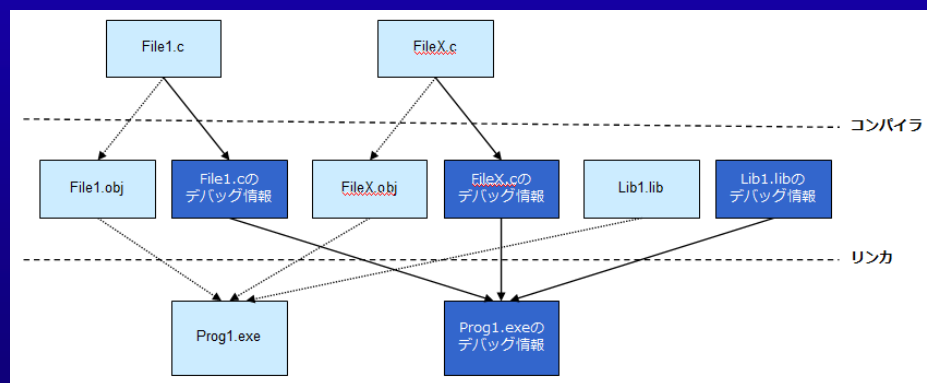 File1.c
FileX.c
コンパイラ
File1.obj
File1.cの
デバッグ情報
FileX.obj
FileX.cの
デバッグ情報
Lib1.lib
Lib1.libの
デバッグ情報
リンカ
Prog1.exe
Prog1.exeの
デバッグ情報